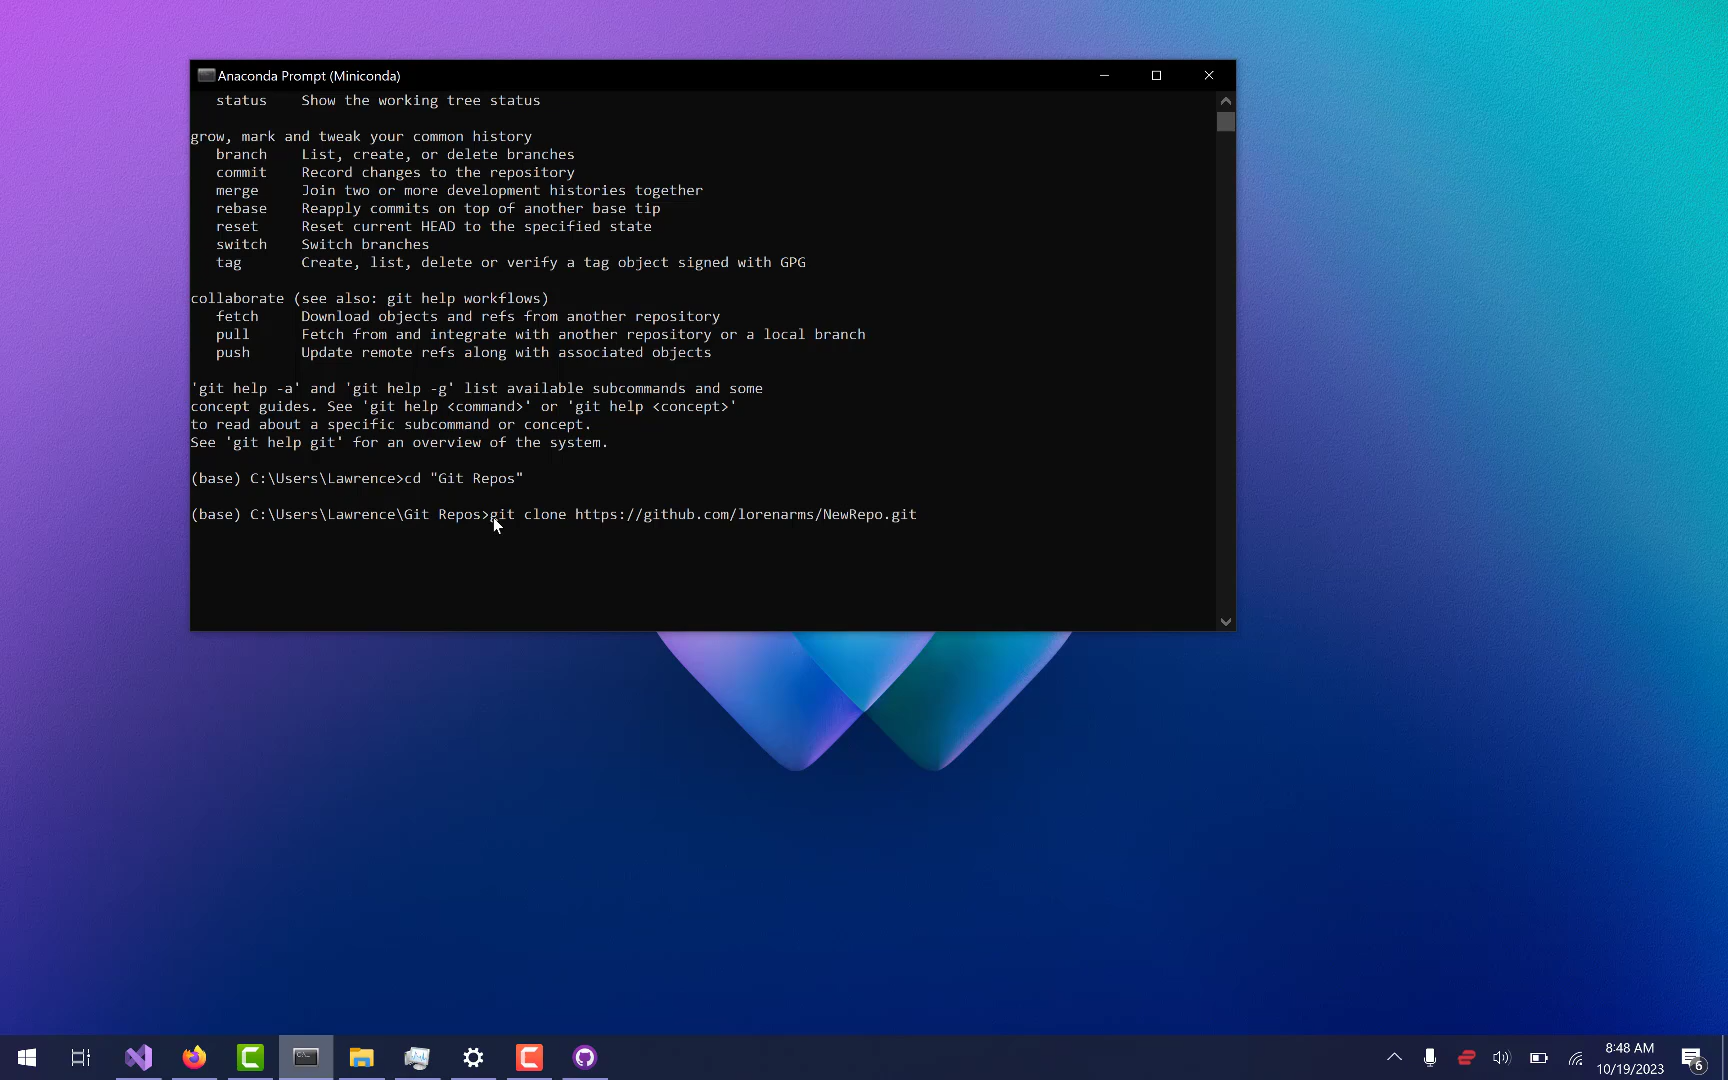 Anaconda Prompt (Miniconda)
status Show the working tree status
grow, mark and tweak your common history
branch List, create, or delete branches
commit Record changes to the repository
merge Join two or more development histories together
rebase Reapply commits on top of another base tip
reset Reset current HEAD to the specified state
switch Switch branches
tag Create, list, delete or verify a tag object signed with GPG
collaborate (see also: git help workflows)
fetch Download objects and refs from another repository
pull Fetch from and integrate with another repository or a local branch
push Update remote refs along with associated objects
'git help -a' and 'git help -g' list available subcommands and some
concept guides. See 'git help <command>' or 'git help <concept>'
to read about a specific subcommand or concept.
See 'git help git' for an overview of the system.
(base) C:\Users\Lawrence>cd "Git Repos"
(base) C:\Users\Lawrence\Git Repos>git clone https://github.com/lorenarms/NewRepo.git
8:48 AM
10/19/2023
6